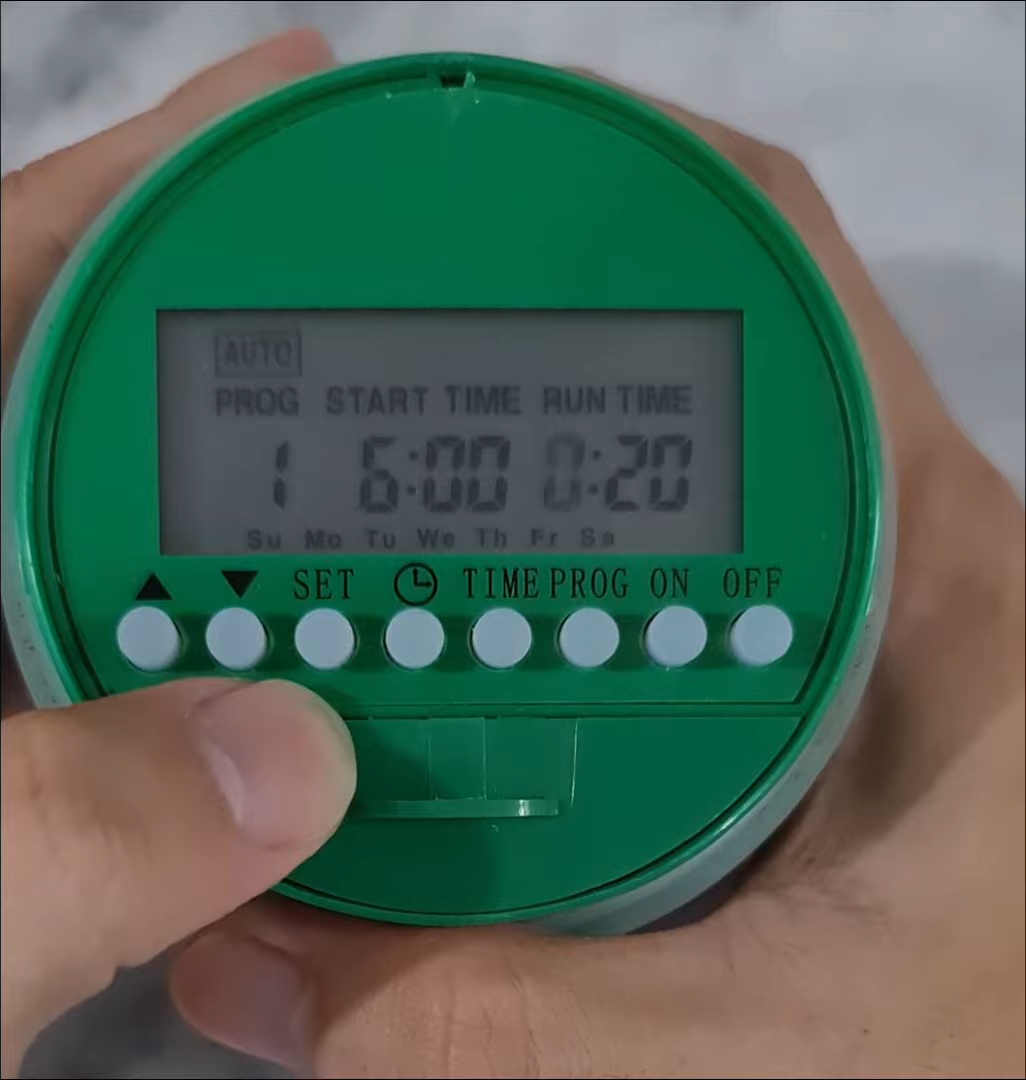 AUTO
PROG START TIME RUN TIME
1 6:00 0:20
Su Mo Tu We Th Fr Sa
▲ ▼ SET TIME PROG ON OFF